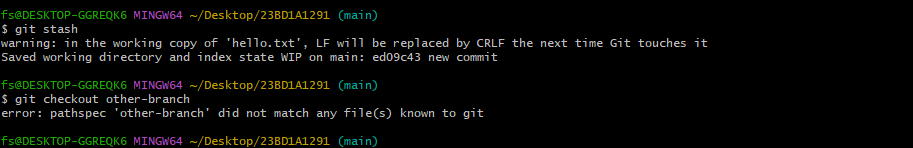 fs@DESKTOP-GGREQK6 MINGW64 ~/Desktop/23BD1A1291 (main)
$ git stash
warning: in the working copy of 'hello.txt', LF will be replaced by CRLF the next time Git touches it
Saved working directory and index state WIP on main: ed09c43 new commit
fs@DESKTOP-GGREQK6 MINGW64 ~/Desktop/23BD1A1291 (main)
$ git checkout other-branch
error: pathspec 'other-branch' did not match any file(s) known to git
fs@DESKTOP-GGREQK6 MINGW64 ~/Desktop/23BD1A1291 (main)